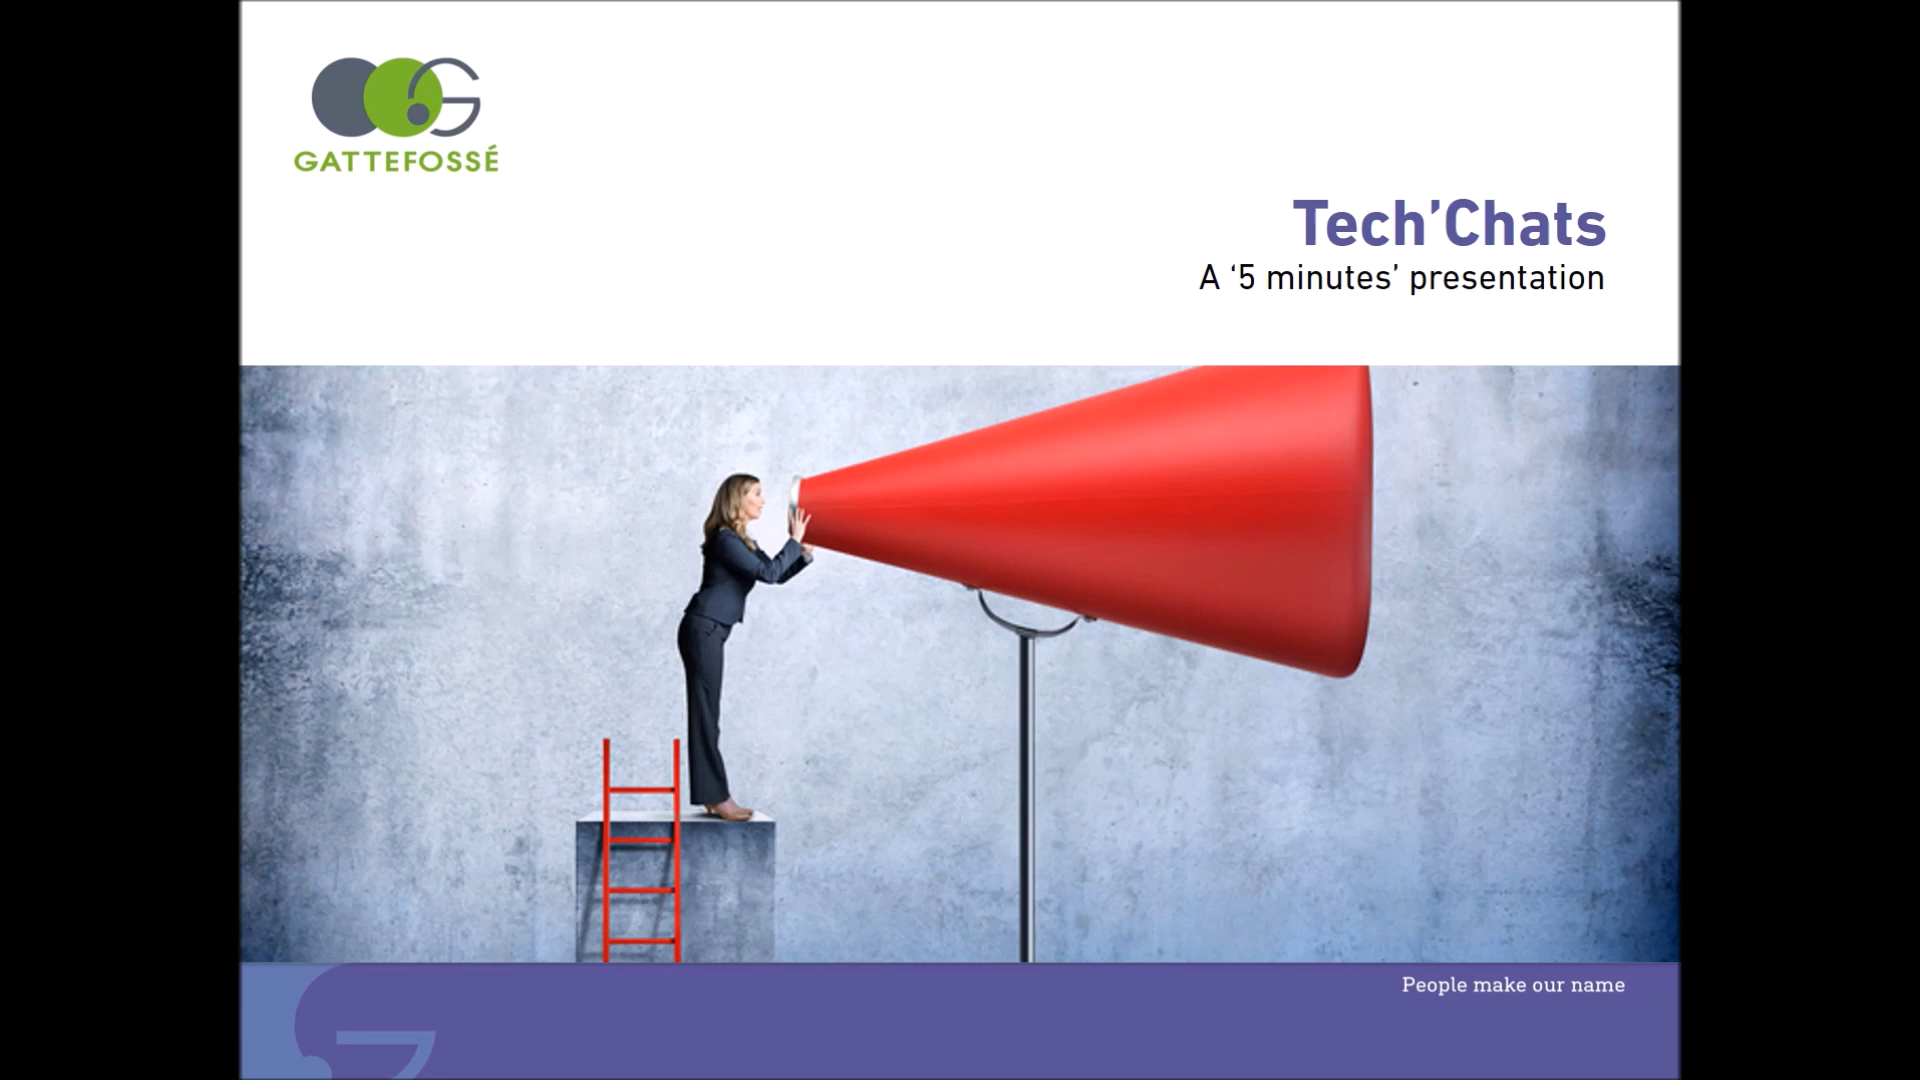 GATTEFOSSÉ
Tech’Chats
A ‘5 minutes’ presentation
People make our name